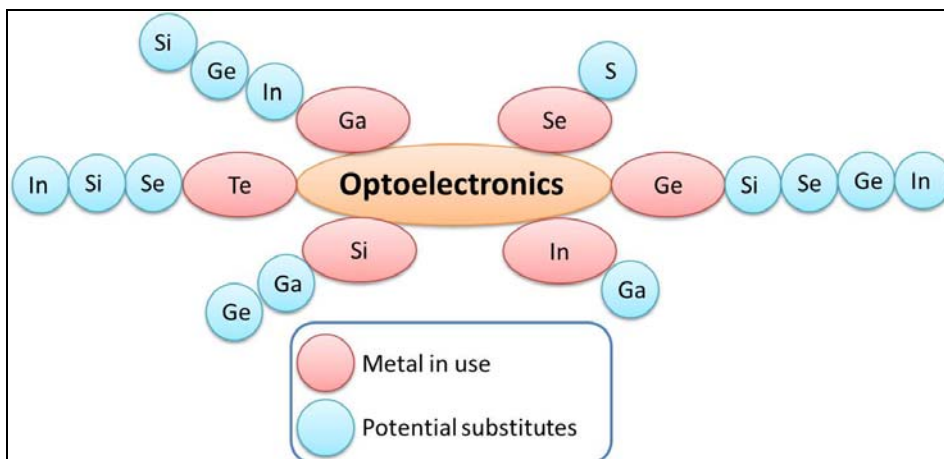 Si
Ge
In
Ga
S
Se
In Si Se Te Optoelectronics Ge Si Se Ge In
Si
In
Ga
Ge
Ga
Metal in use
Potential substitutes